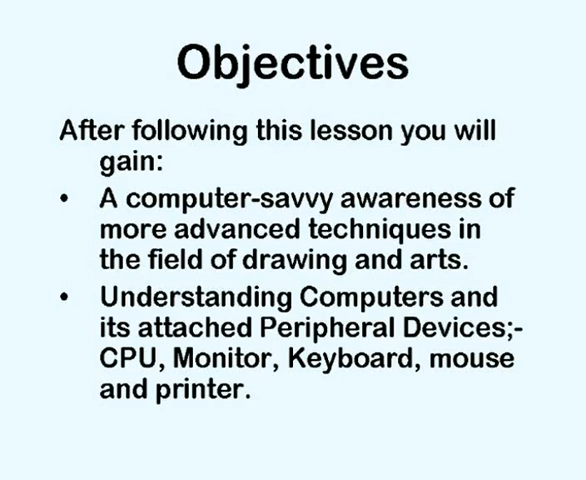 Objectives
After following this lesson you will
gain:
• A computer-savvy awareness of
more advanced techniques in
the field of drawing and arts.
• Understanding Computers and
its attached Peripheral Devices;-
CPU, Monitor, Keyboard, mouse
and printer.